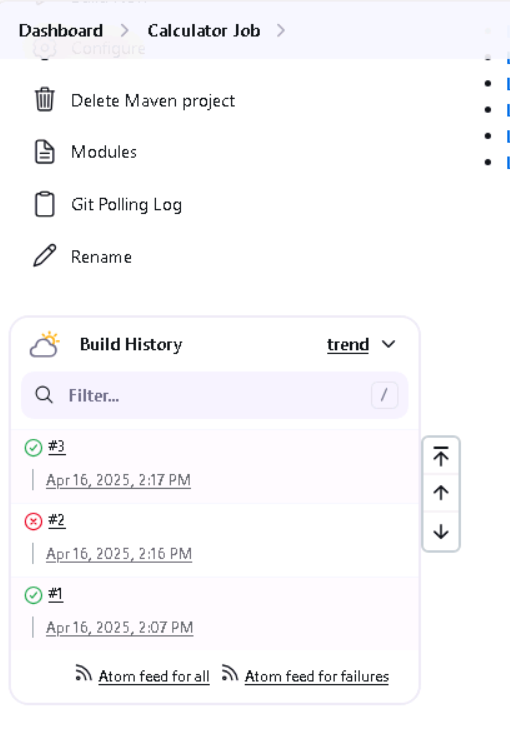 Dashboard > Calculator Job >
Configure
Delete Maven project
Modules
Git Polling Log
Rename
Build History trend
Filter... /
#3
Apr 16, 2025, 2:17 PM
#2
Apr 16, 2025, 2:16 PM
#1
Apr 16, 2025, 2:07 PM
Atom feed for all Atom feed for failures